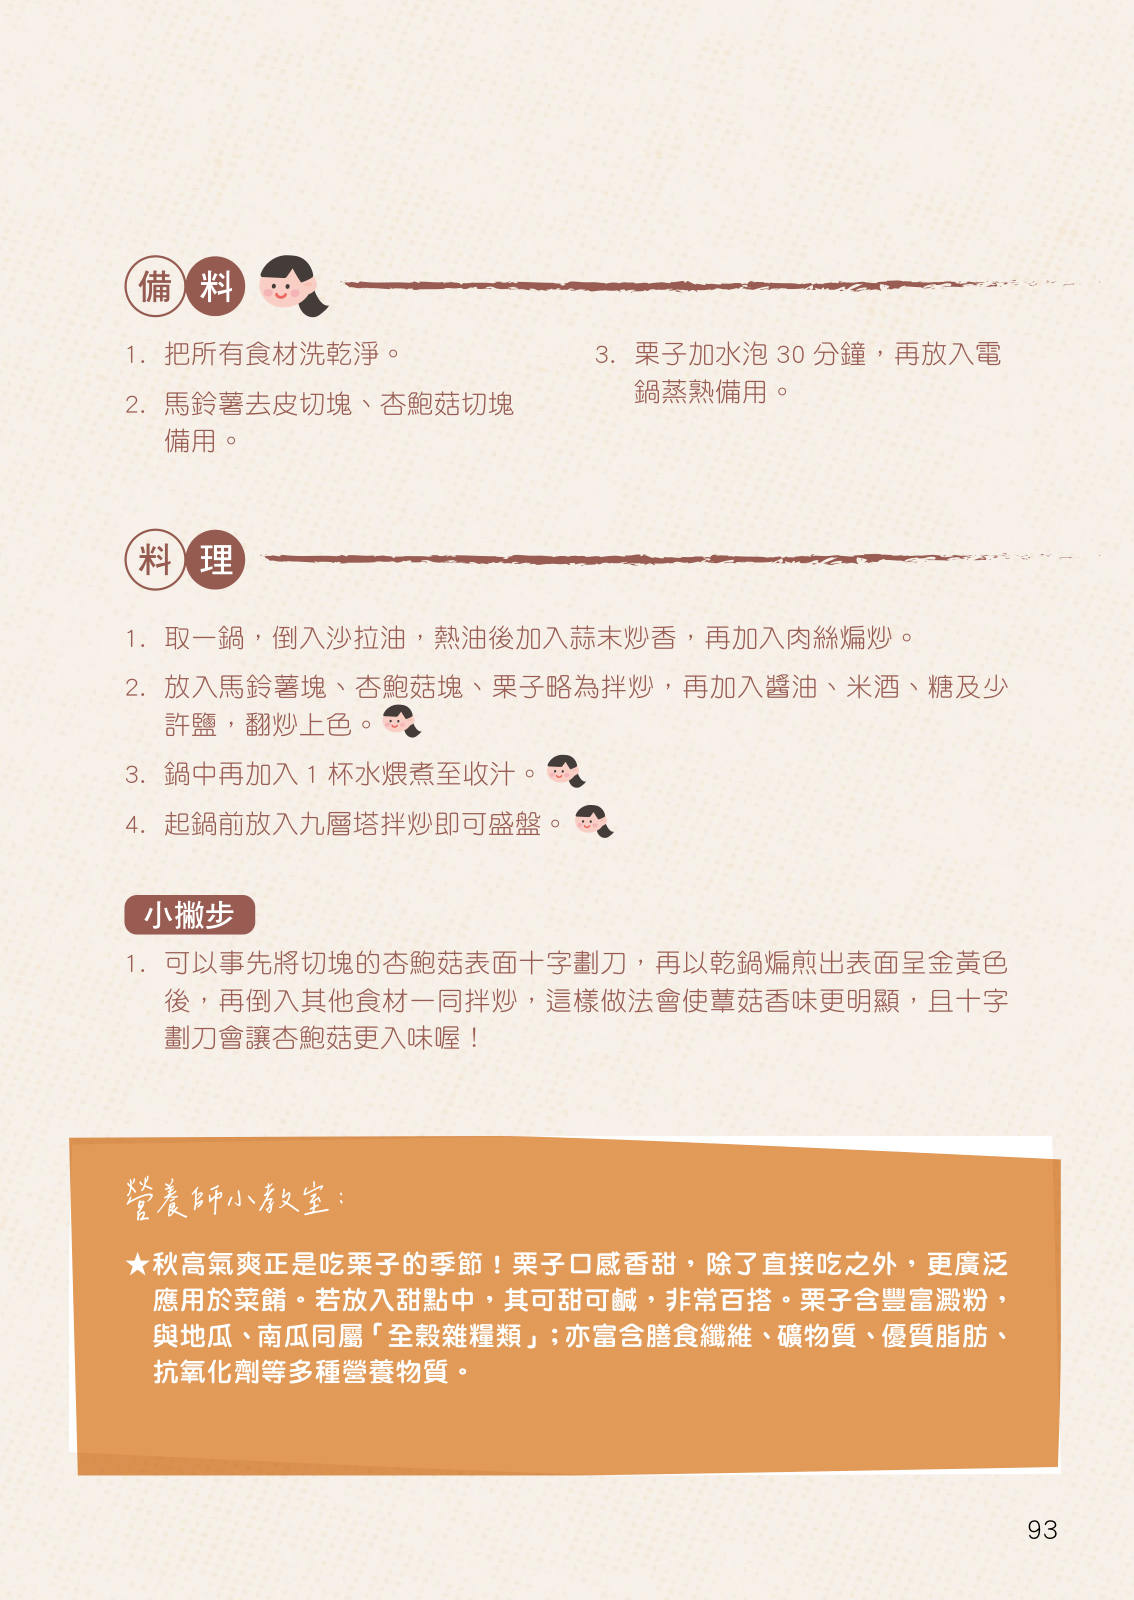 備料
1. 把所有食材洗乾淨。
2. 馬鈴薯去皮切塊、杏鮑菇切塊
備用。
3. 栗子加水泡 30 分鐘，再放入電
鍋蒸熟備用。
料理
1. 取一鍋，倒入沙拉油，熱油後加入蒜末炒香，再加入肉絲煸炒。
2. 放入馬鈴薯塊、杏鮑菇塊、栗子略為拌炒，再加入醬油、米酒、糖及少
許鹽，翻炒上色。
3. 鍋中再加入 1 杯水煨煮至收汁。
4. 起鍋前放入九層塔拌炒即可盛盤。
小撇步
1. 可以事先將切塊的杏鮑菇表面十字劃刀，再以乾鍋煸煎出表面呈金黃色
後，再倒入其他食材一同拌炒，這樣做法會使蕈菇香味更明顯，且十字
劃刀會讓杏鮑菇更入味喔！
營養師小教室：
★秋高氣爽正是吃栗子的季節！栗子口感香甜，除了直接吃之外，更廣泛
應用於菜餚。若放入甜點中，其可甜可鹹，非常百搭。栗子含豐富澱粉，
與地瓜、南瓜同屬「全穀雜糧類」；亦富含膳食纖維、礦物質、優質脂肪、
抗氧化劑等多種營養物質。
93